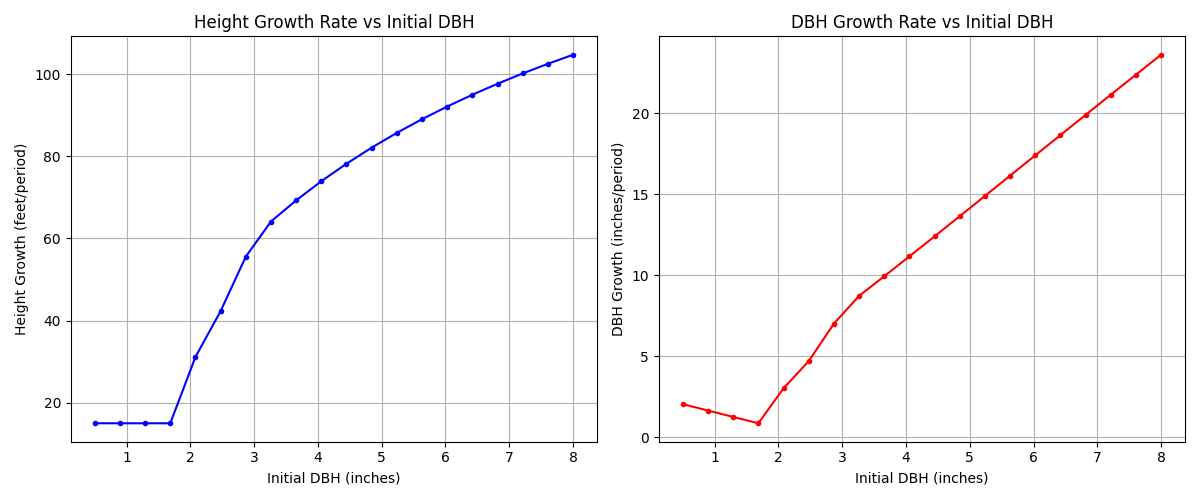 Height Growth Rate vs Initial DBH
Height Growth (feet/period)
100
80
60
40
20
1 2 3 4 5 6 7 8
Initial DBH (inches)
DBH Growth Rate vs Initial DBH
DBH Growth (inches/period)
20
15
10
5
0
1 2 3 4 5 6 7 8
Initial DBH (inches)